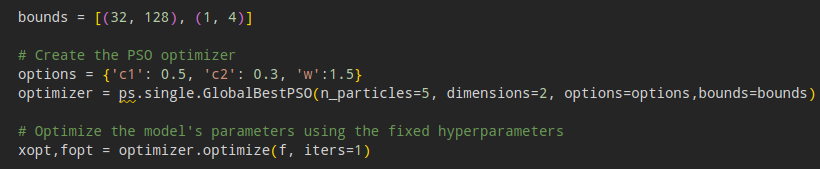 bounds = [(32, 128), (1, 4)]
# Create the PSO optimizer
options = {'c1': 0.5, 'c2': 0.3, 'w':1.5}
optimizer = ps.single.GlobalBestPSO(n_particles=5, dimensions=2, options=options,bounds=bounds)
# Optimize the model's parameters using the fixed hyperparameters
xopt,fopt = optimizer.optimize(f, iters=1)